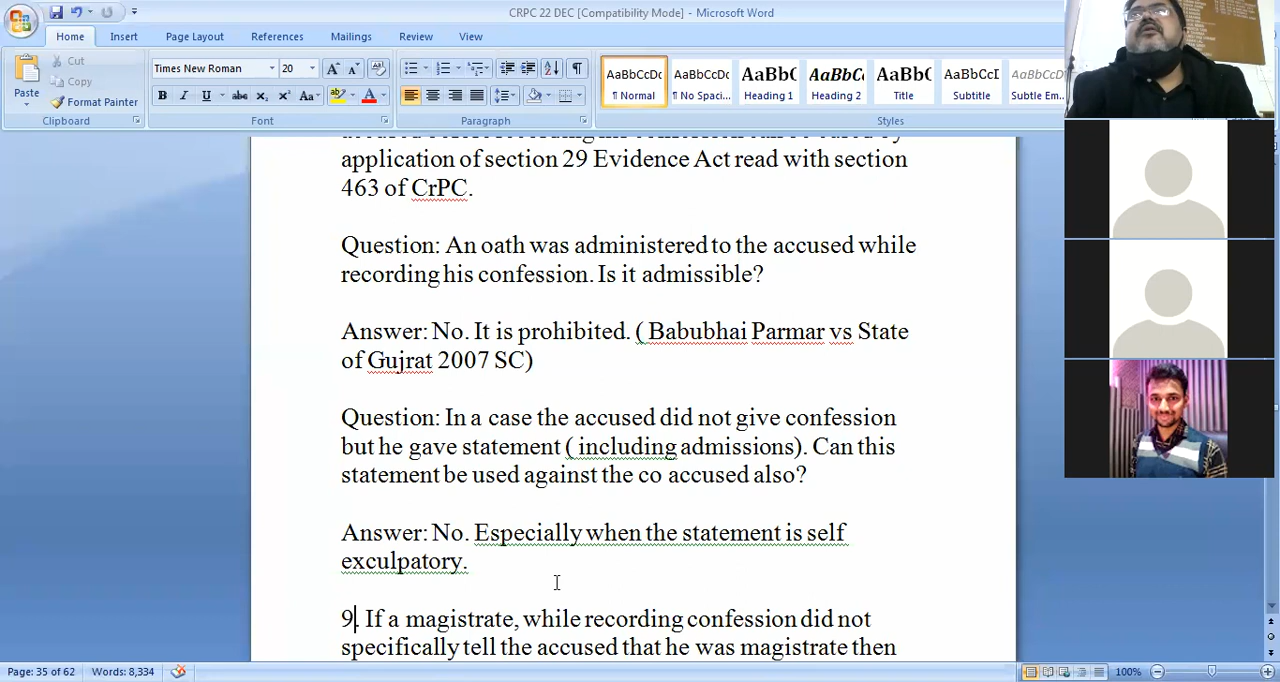 CRPC 22 DEC [Compatibility Mode] - Microsoft Word
Home Insert Page Layout References Mailings Review View
Paste
Cut
Copy
Format Painter
Clipboard
Times New Roman 20
Font
Paragraph
AaBbCcDc AaBbCcDc AaBb( AaBbC AaBb( AaBbCcI AaBbCcD
¶ Normal ¶ No Spaci... Heading 1 Heading 2 Title Subtitle Subtle Em...
Styles
application of section 29 Evidence Act read with section
463 of CrPC.
Question: An oath was administered to the accused while
recording his confession. Is it admissible?
Answer: No. It is prohibited. ( Babubhai Parmar vs State
of Gujrat 2007 SC)
Question: In a case the accused did not give confession
but he gave statement ( including admissions). Can this
statement be used against the co accused also?
Answer: No. Especially when the statement is self
exculpatory.
9. If a magistrate, while recording confession did not
specifically tell the accused that he was magistrate then
Page: 35 of 62 Words: 8,334 100%